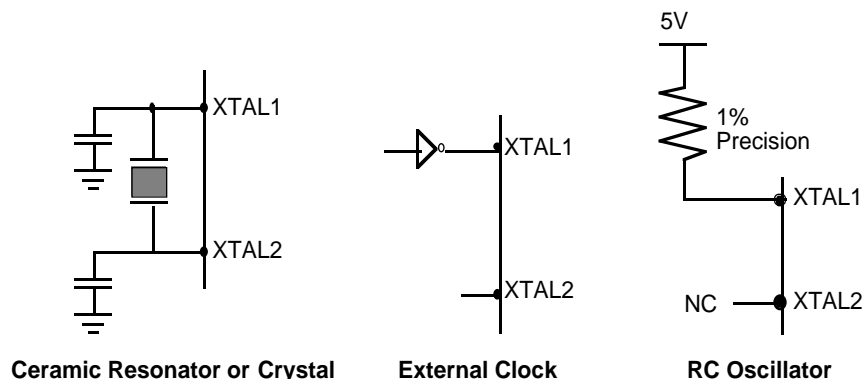 XTAL1
XTAL2
Ceramic Resonator or Crystal
XTAL1
XTAL2
External Clock
5V
1%
Precision
XTAL1
NC
XTAL2
RC Oscillator